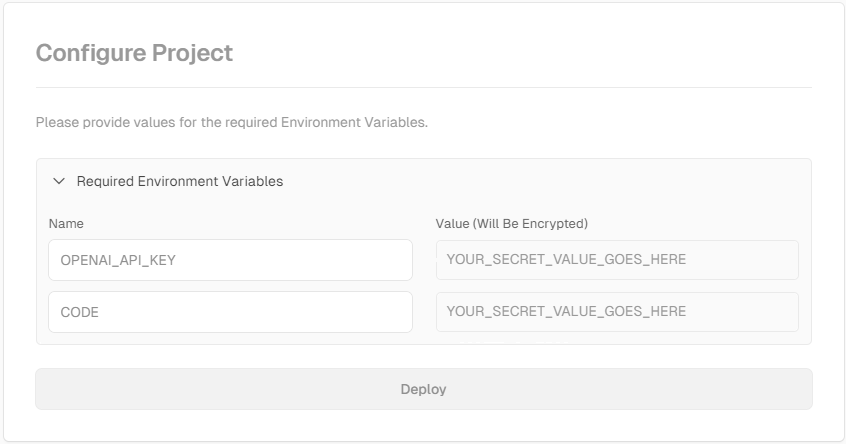 Configure Project
Please provide values for the required Environment Variables.
Required Environment Variables
Name Value (Will Be Encrypted)
OPENAI_API_KEY YOUR_SECRET_VALUE_GOES_HERE
CODE YOUR_SECRET_VALUE_GOES_HERE
Deploy